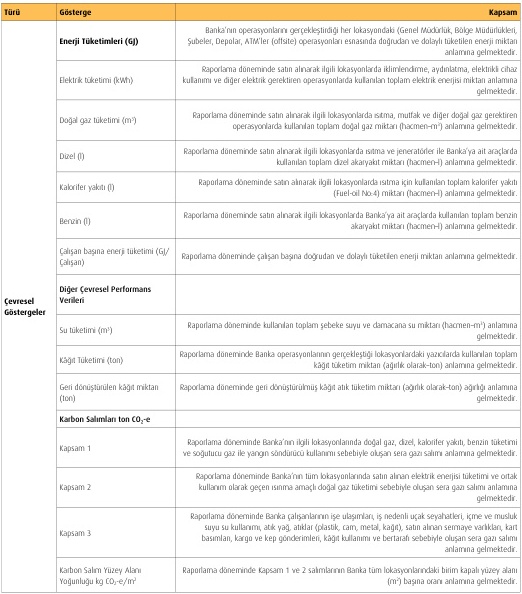 Türü Gösterge Kapsam
Enerji Tüketimleri (GJ)
Banka'nın operasyonlarını gerçekleştirdiği her lokasyondaki (Genel Müdürlük, Bölge Müdürlükleri,
Şubeler, Depolar, ATM'ler (offsite) operasyonları esnasında doğrudan ve dolaylı tüketilen enerji miktarı
anlamına gelmektedir.
Elektrik tüketimi (kWh)
Raporlama döneminde satın alınarak ilgili lokasyonlarda iklimlendirme, aydınlatma, elektrikli cihaz
kullanımı ve diğer elektrik gerektiren operasyonlarda kullanılan toplam elektrik enerjisi miktarı anlamına
gelmektedir.
Doğal gaz tüketimi (m³)
Raporlama döneminde satın alınarak ilgili lokasyonlarda ısıtma, mutfak ve diğer doğal gaz gerektiren
operasyonlarda kullanılan toplam doğal gaz miktarı (hacmen–m³) anlamına gelmektedir.
Dizel (l)
Raporlama döneminde satın alınarak ilgili lokasyonlarda ısıtma ve jeneratörler ile Banka'ya ait araçlarda
kullanılan toplam dizel akaryakıt miktarı (hacmen–l) anlamına gelmektedir.
Kalorifer yakıtı (l)
Raporlama döneminde satın alınarak ilgili lokasyonlarda ısıtma için kullanılan toplam kalorifer yakıtı
(Fuel-oil No:4) miktarı (hacmen–l) anlamına gelmektedir.
Benzin (l)
Raporlama döneminde satın alınarak ilgili lokasyonlarda Banka'ya ait araçlarda kullanılan toplam benzin
akaryakıt miktarı (hacmen–l) anlamına gelmektedir.
Çalışan başına enerji tüketimi (GJ/
Çalışan)
Raporlama döneminde çalışan başına doğrudan ve dolaylı tüketilen enerji miktarı anlamına gelmektedir.
Çevresel
Göstergeler
Diğer Çevresel Performans
Verileri
Su tüketimi (m³)
Raporlama döneminde kullanılan toplam şebeke suyu ve damacana su miktarı (hacmen–m³) anlamına
gelmektedir.
Kâğıt Tüketimi (ton)
Raporlama döneminde Banka operasyonlarının gerçekleştiği lokasyonlardaki yazıcılarda kullanılan toplam
kâğıt tüketim miktarı (ağırlık olarak–ton) anlamına gelmektedir.
Geri dönüştürülen kâğıt miktarı
(ton)
Raporlama döneminde geri dönüştürülmüş kâğıt atık tüketim miktarı (ağırlık olarak–ton) ağırlığı anlamına
gelmektedir.
Karbon Salımları ton CO₂-e
Kapsam 1
Raporlama döneminde Banka'nın ilgili lokasyonlarında doğal gaz, dizel, kalorifer yakıtı, benzin tüketimi
ve soğutucu gaz ile yangın söndürücü kullanımı sebebiyle oluşan sera gazı salımı anlamına
gelmektedir.
Kapsam 2
Raporlama döneminde Banka'nın tüm lokasyonlarında satın alınan elektrik enerjisi tüketimi ve ortak
kullanım olarak geçen ısınma amaçlı doğal gaz tüketimi sebebiyle oluşan sera gazı salımı anlamına
gelmektedir.
Kapsam 3
Raporlama döneminde Banka çalışanlarının işe ulaşımları, iş nedenli uçak seyahatleri, içme ve musluk
suyu su kullanımı, atık yağ, atıklar (plastik, cam, metal, kağıt), satın alınan sermaye varlıkları, kart
basımları, kargo ve kep gönderimleri, kâğıt kullanımı ve bertarafı sebebiyle oluşan sera gazı salımı
anlamına gelmektedir.
Karbon Salım Yüzey Alanı
Yoğunluğu kg CO₂-e/m²
Raporlama döneminde Kapsam 1 ve 2 salımlarının Banka tüm lokasyonlarındaki birim kapalı yüzey alanı
(m²) başına oranı anlamına gelmektedir.